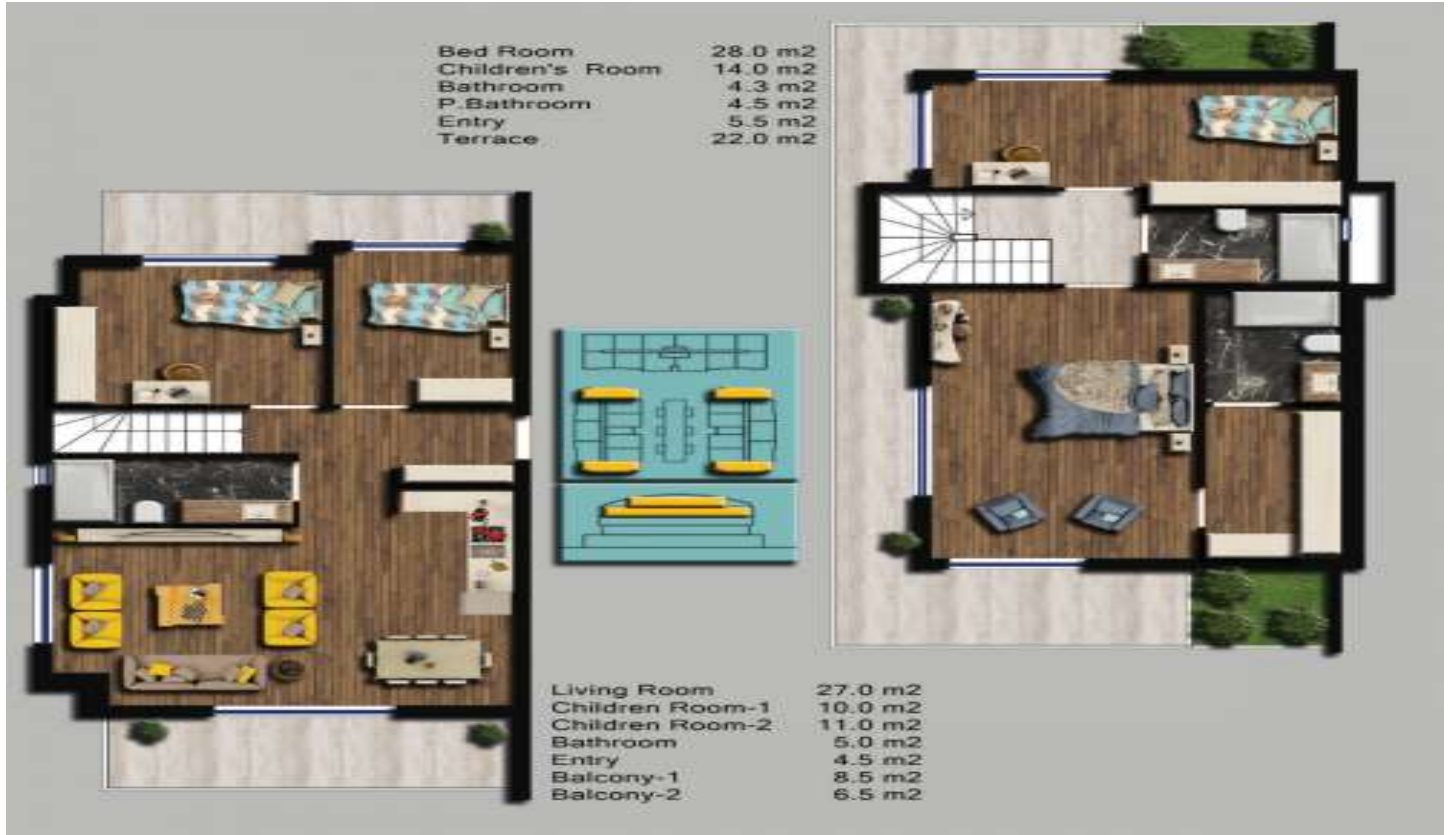 Bed Room 28.0 m2
Children's Room 14.0 m2
Bathroom 4.3 m2
P.Bathroom 4.5 m2
Entry 5.5 m2
Terrace 22.0 m2
Living Room 27.0 m2
Children Room-1 10.0 m2
Children Room-2 11.0 m2
Bathroom 5.0 m2
Entry 4.5 m2
Balcony-1 8.5 m2
Balcony-2 6.5 m2